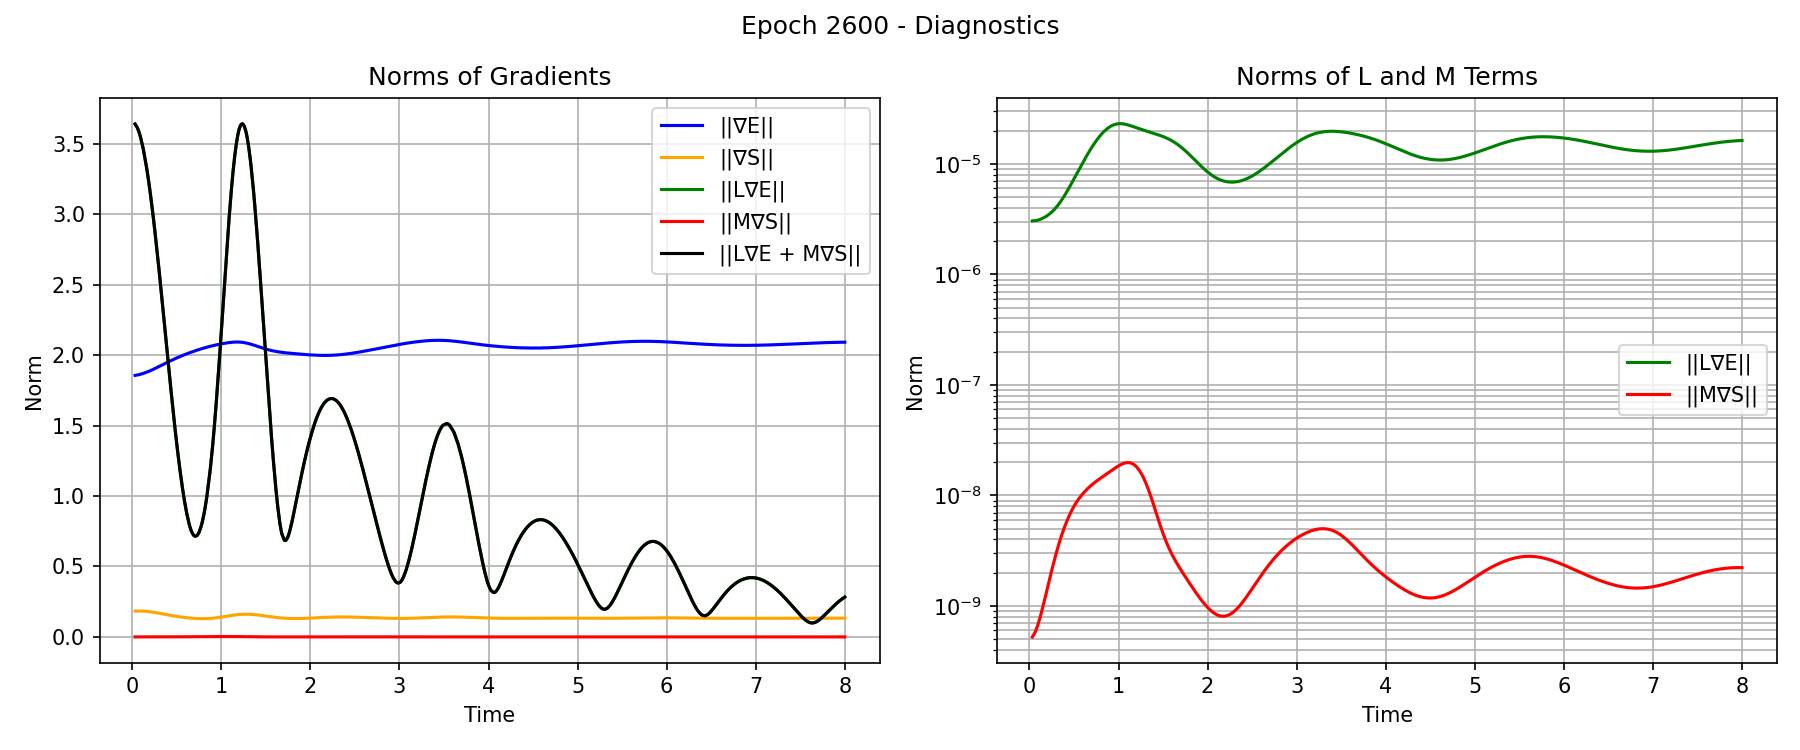 Epoch 2600 - Diagnostics
Norms of Gradients
Norm
3.5
3.0
2.5
2.0
1.5
1.0
0.5
0.0
||∇E||
||∇S||
||L∇E||
||M∇S||
||L∇E + M∇S||
0 1 2 3 4 5 6 7 8
Time
Norms of L and M Terms
Norm
10⁻⁵
10⁻⁶
10⁻⁷
10⁻⁸
10⁻⁹
||L∇E||
||M∇S||
0 1 2 3 4 5 6 7 8
Time